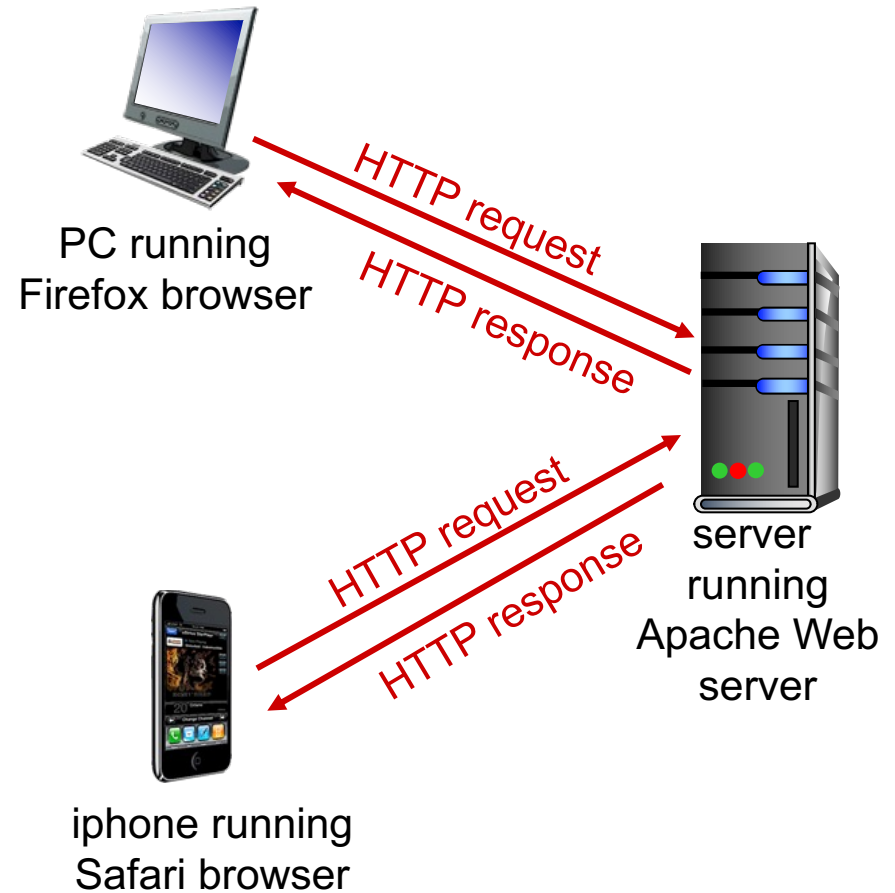 HTTP request
HTTP response
PC running
Firefox browser
HTTP request
HTTP response
server
running
Apache Web
server
iphone running
Safari browser